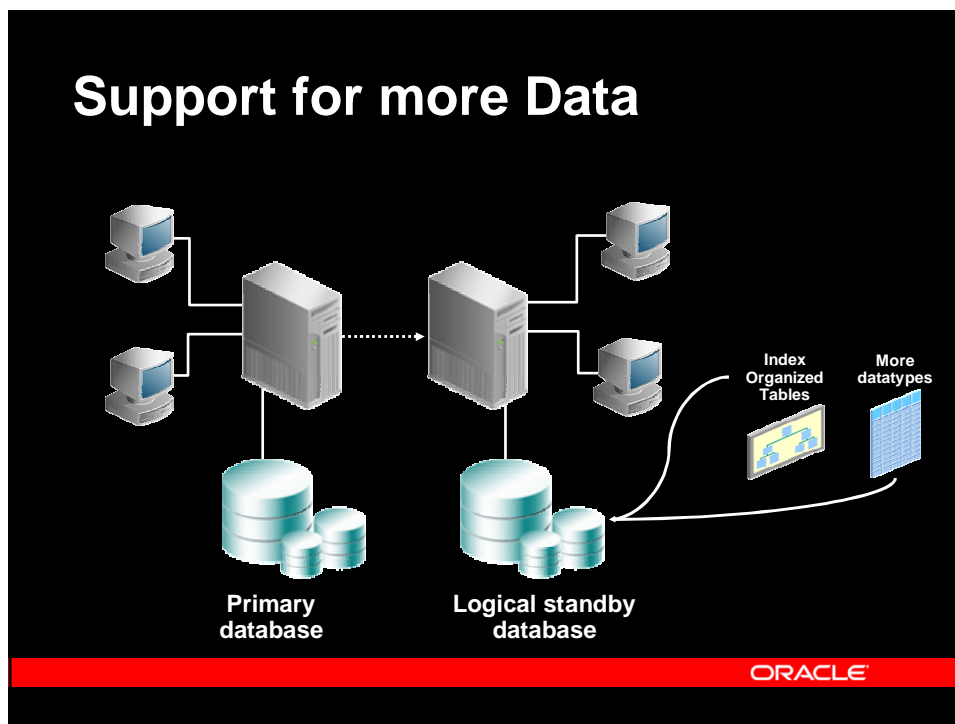 Support for more Data
Index
Organized
Tables
More
datatypes
Primary
database
Logical standby
database
ORACLE